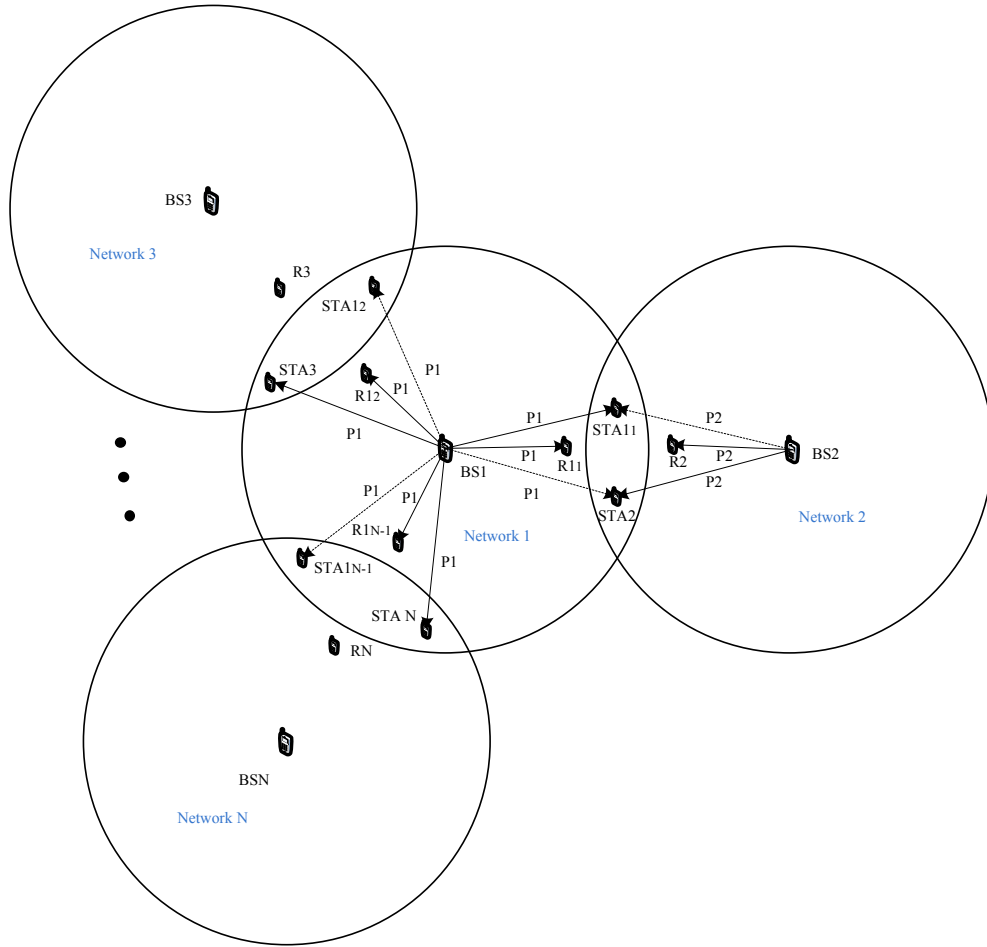 BS3
Network 3
R3
STA12
STA3
R12
P1
P1
P1
P1
P2
STA11
BS1
P1
R11
R2
P2
BS2
P1
P1
P1
P2
STA2
R1N-1
Network 1
Network 2
P1
STA1N-1
STA N
RN
BSN
Network N